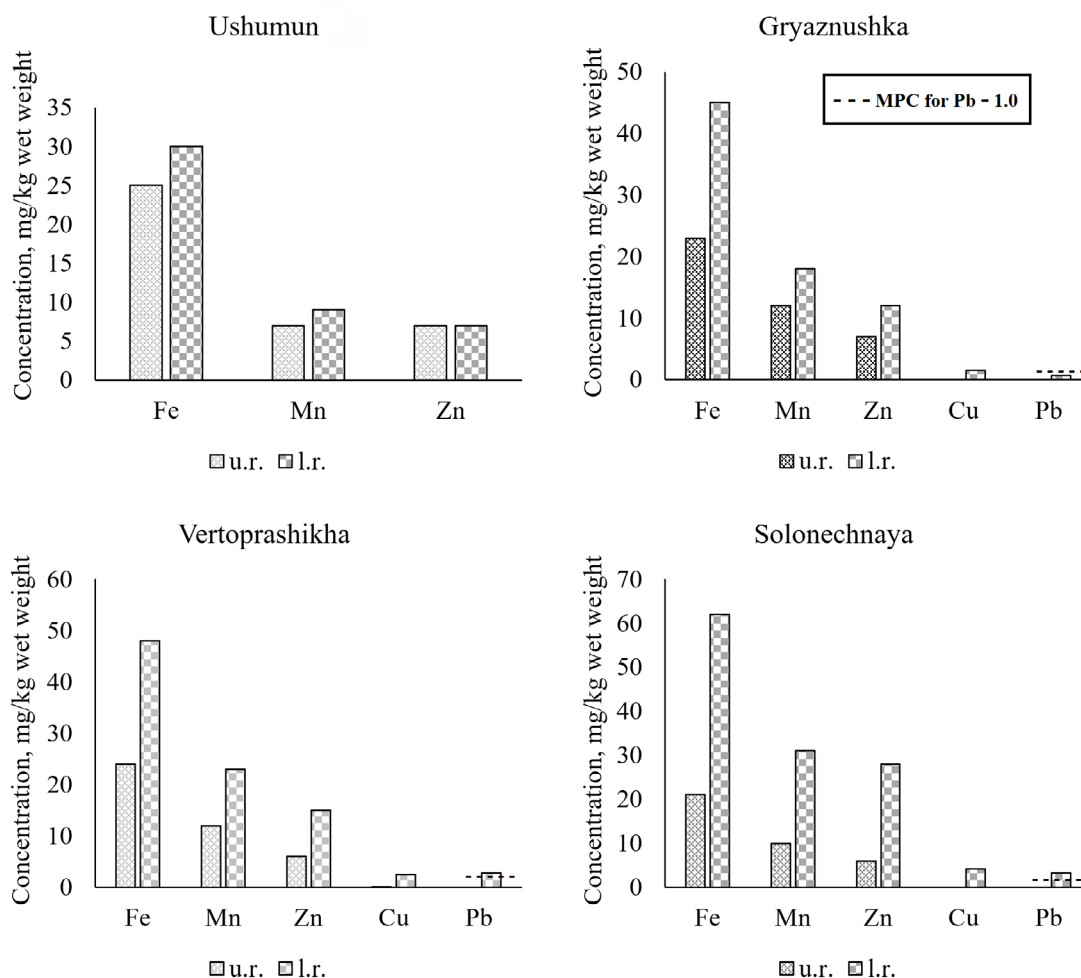 Ushumun
Concentration, mg/kg wet weight
35
30
25
20
15
10
5
0
Fe Mn Zn
u.r. l.r.
Gryaznushka
Concentration, mg/kg wet weight
50
40
30
20
10
0
--- MPC for Pb - 1.0
Fe Mn Zn Cu Pb
u.r. l.r.
Vertoprashikha
Concentration, mg/kg wet weight
60
50
40
30
20
10
0
Fe Mn Zn Cu Pb
u.r. l.r.
Solonechnaya
Concentration, mg/kg wet weight
70
60
50
40
30
20
10
0
Fe Mn Zn Cu Pb
u.r. l.r.